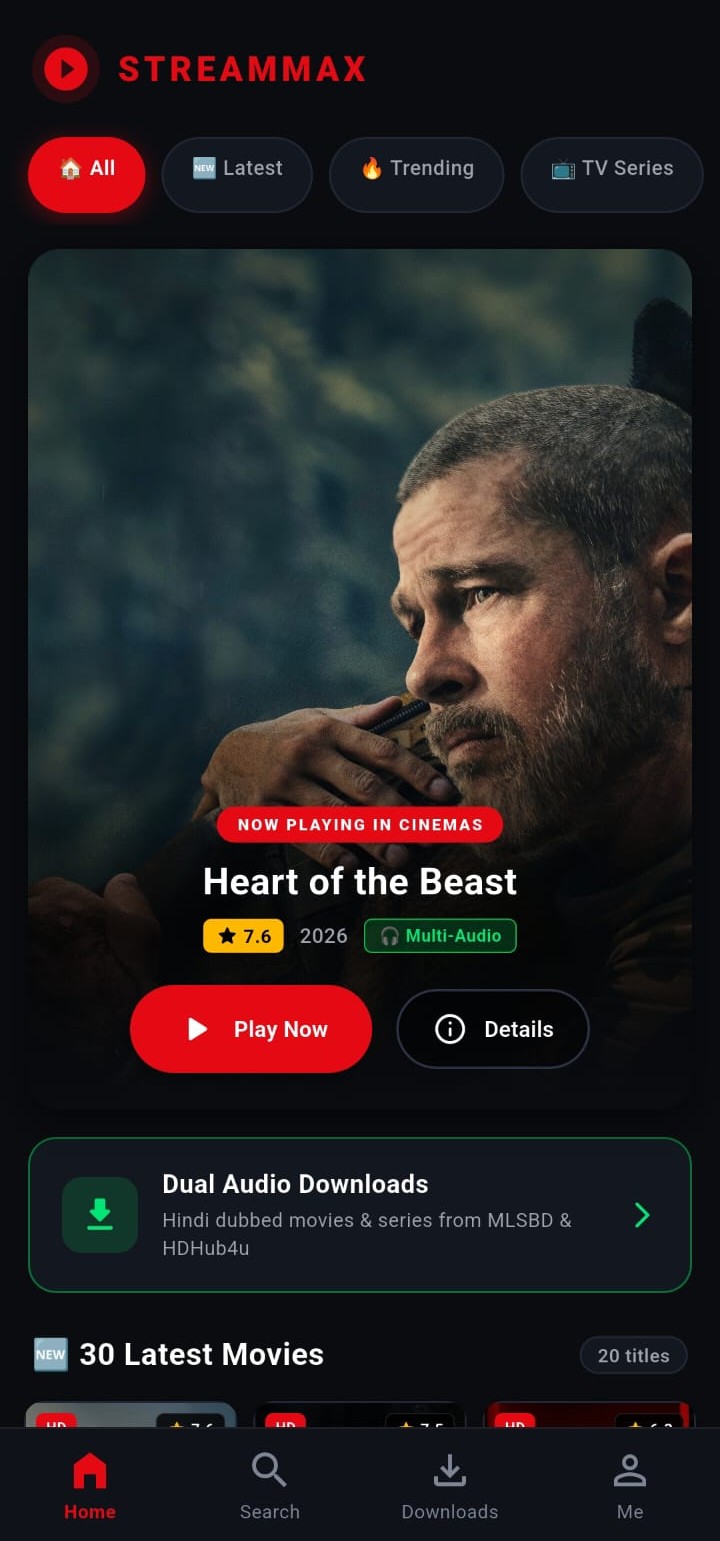 STREAMMAX
🏠 All
🆕 Latest
🔥 Trending
📺 TV Series
NOW PLAYING IN CINEMAS
Heart of the Beast
★ 7.6
2026
🎧 Multi-Audio
Play Now
Details
Dual Audio Downloads
Hindi dubbed movies & series from MLSBD &
HDHub4u
🆕 30 Latest Movies
20 titles
Home
Search
Downloads
Me